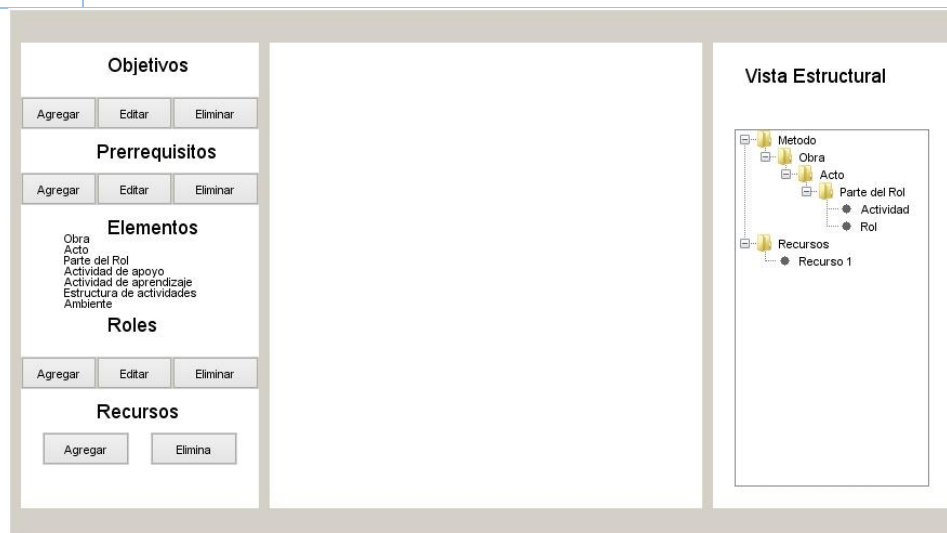 Objetivos
Agregar Editar Eliminar
Prerrequisitos
Agregar Editar Eliminar
Elementos
Obra
Acto
Parte del Rol
Actividad de apoyo
Actividad de aprendizaje
Estructura de actividades
Ambiente
Roles
Agregar Editar Eliminar
Recursos
Agregar Elimina
Vista Estructural
Metodo
Obra
Acto
Parte del Rol
Actividad
Rol
Recursos
Recurso 1